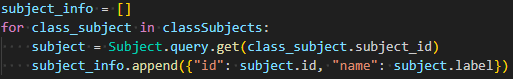 subject_info = []
for class_subject in classSubjects:
    subject = Subject.query.get(class_subject.subject_id)
    subject_info.append({"id": subject.id, "name": subject.label})